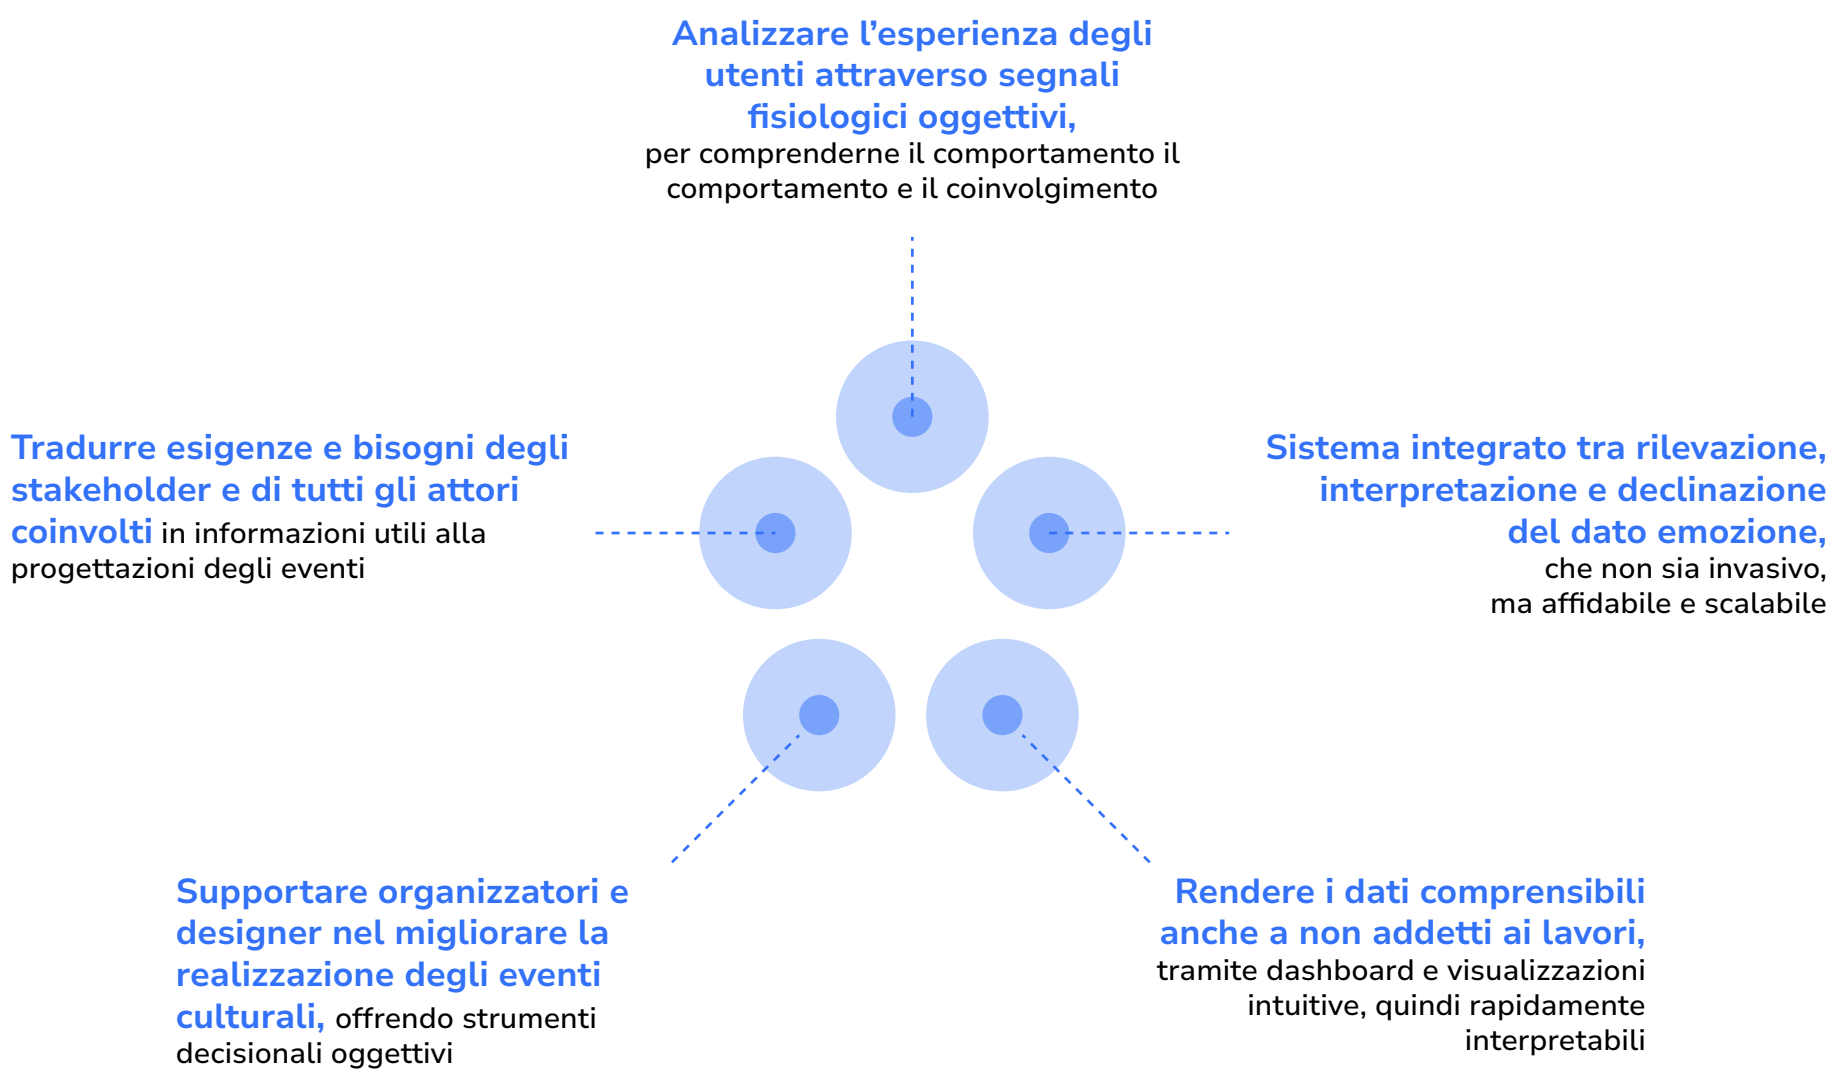 Analizzare l’esperienza degli
utenti attraverso segnali
fisiologici oggettivi,
per comprenderne il comportamento il
comportamento e il coinvolgimento
Tradurre esigenze e bisogni degli
stakeholder e di tutti gli attori
coinvolti in informazioni utili alla
progettazioni degli eventi
Sistema integrato tra rilevazione,
interpretazione e declinazione
del dato emozione,
che non sia invasivo,
ma affidabile e scalabile
Supportare organizzatori e
designer nel migliorare la
realizzazione degli eventi
culturali, offrendo strumenti
decisionali oggettivi
Rendere i dati comprensibili
anche a non addetti ai lavori,
tramite dashboard e visualizzazioni
intuitive, quindi rapidamente
interpretabili